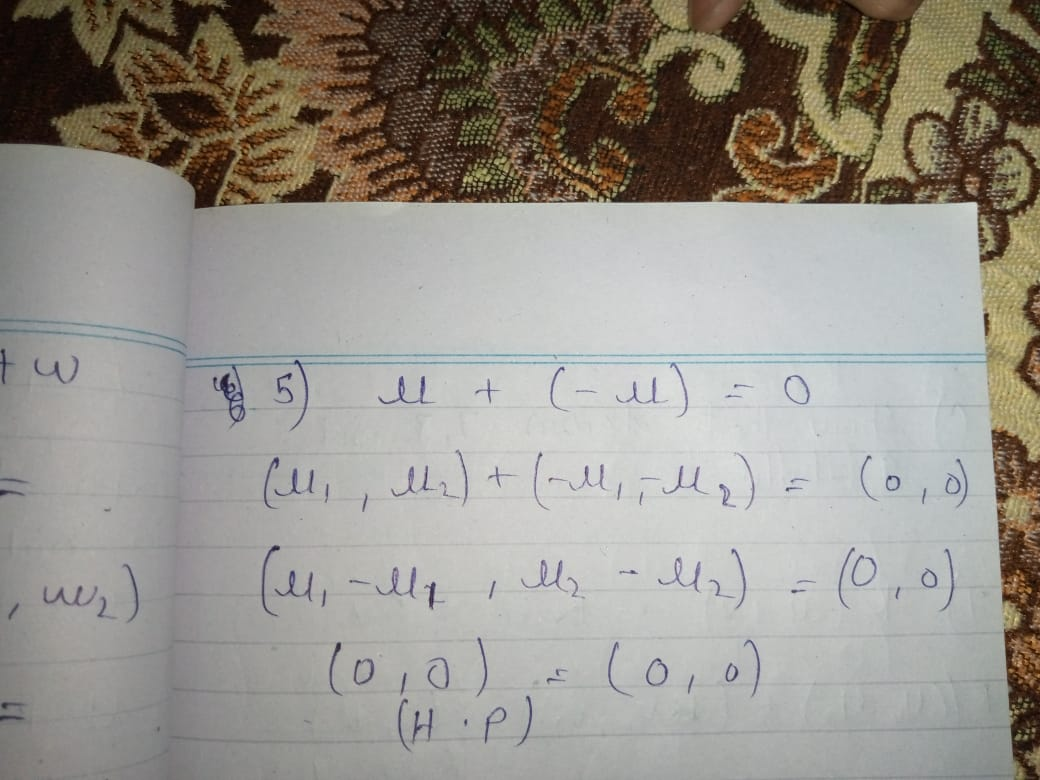 + w
=
, w2)
=
5) u + (-u) = 0
(u1 , u2) + (-u1, -u2) = (0,0)
(u1 - u1 , u2 - u2) = (0,0)
(0,0) = (0,0)
(H.P)